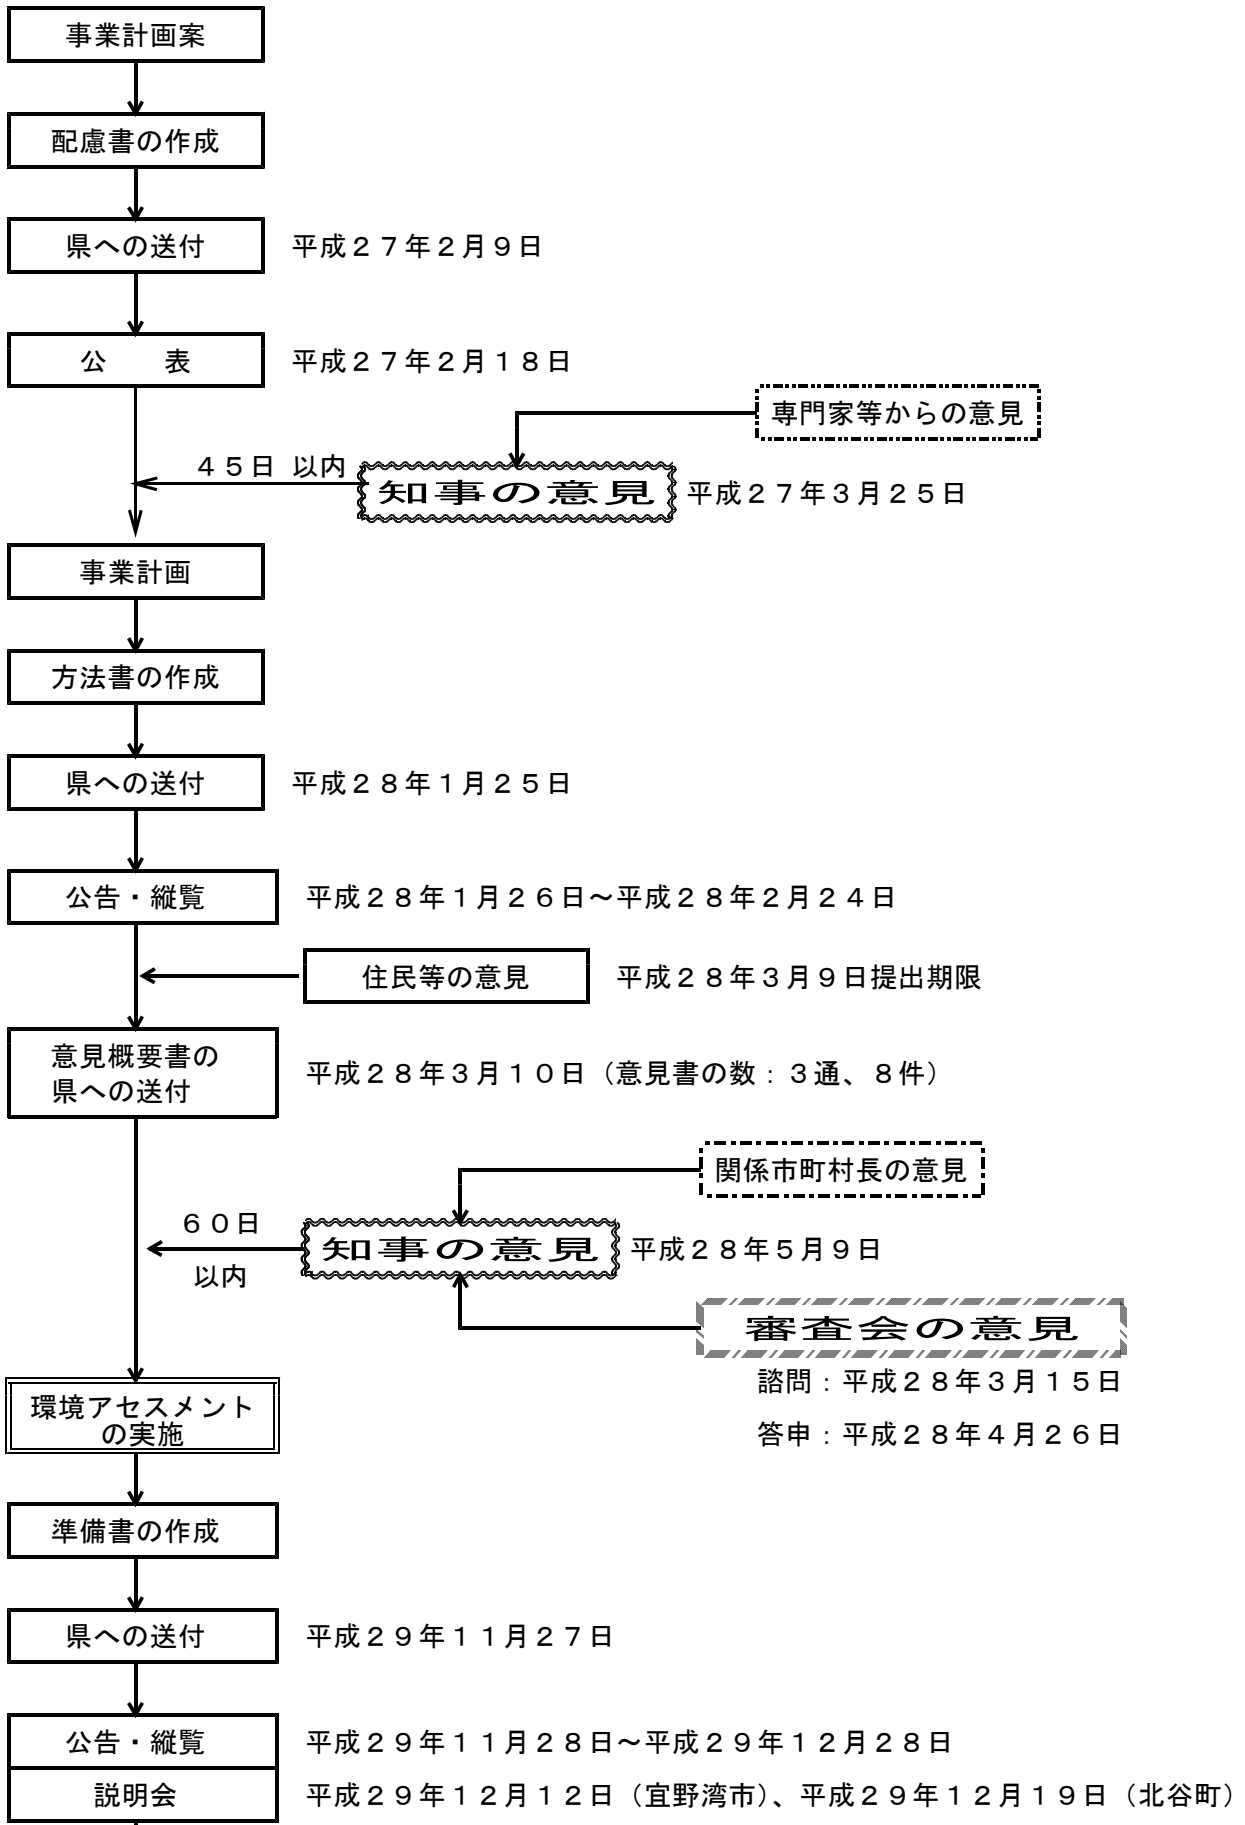 事業計画案
配慮書の作成
県への送付　平成２７年２月９日
公　　表　平成２７年２月１８日
専門家等からの意見
４５日 以内
知事の意見　平成２７年３月２５日
事業計画
方法書の作成
県への送付　平成２８年１月２５日
公告・縦覧　平成２８年１月２６日～平成２８年２月２４日
住民等の意見　平成２８年３月９日提出期限
意見概要書の
県への送付
平成２８年３月１０日（意見書の数：３通、８件）
関係市町村長の意見
６０日
以内
知事の意見　平成２８年５月９日
審査会の意見
諮問：平成２８年３月１５日
答申：平成２８年４月２６日
環境アセスメント
の実施
準備書の作成
県への送付　平成２９年１１月２７日
公告・縦覧　平成２９年１１月２８日～平成２９年１２月２８日
説明会　平成２９年１２月１２日（宜野湾市）、平成２９年１２月１９日（北谷町）